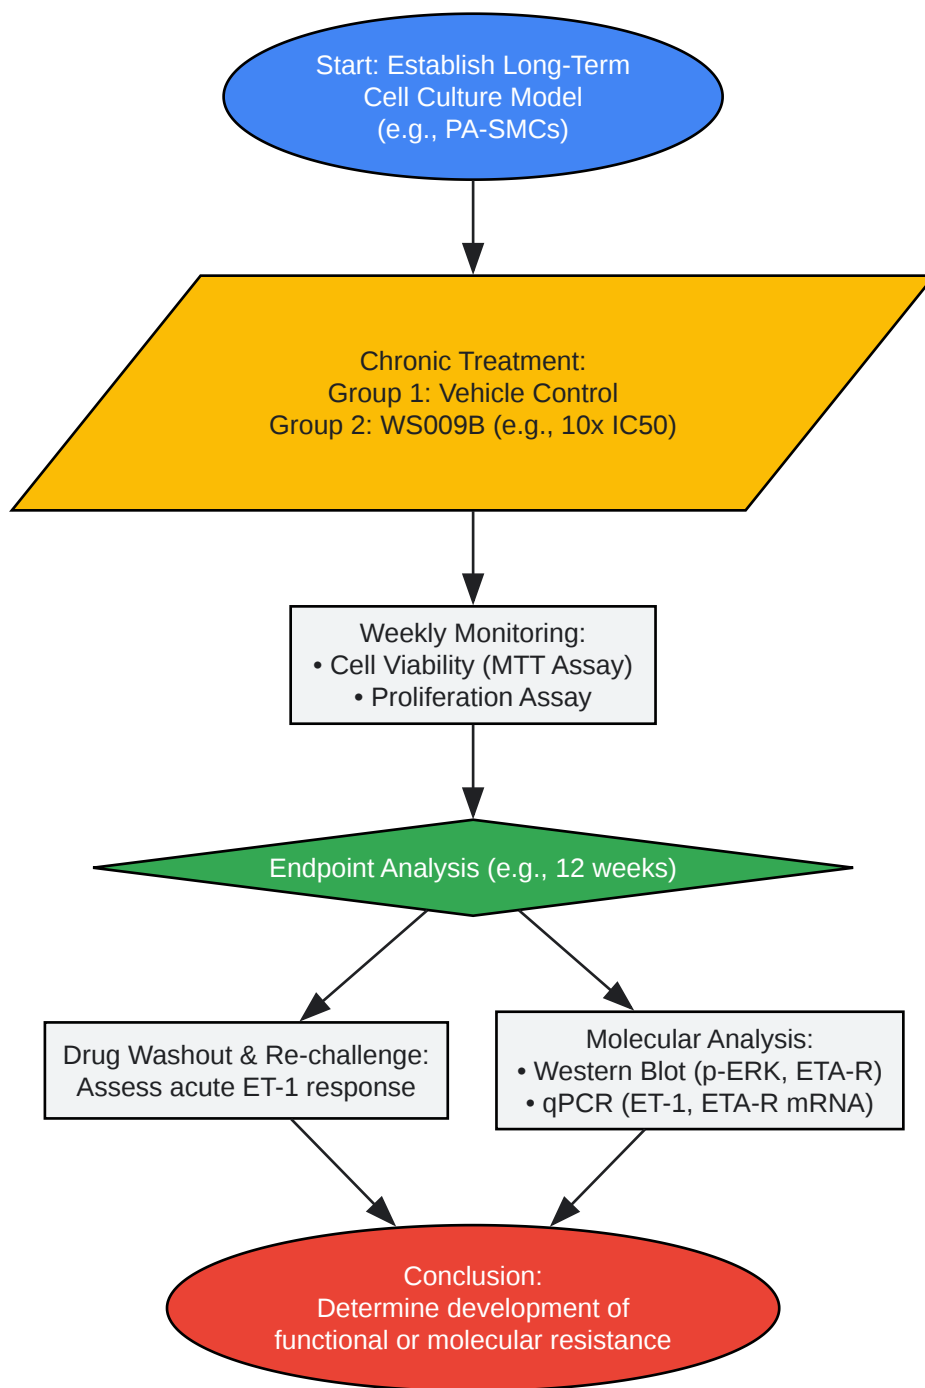 Start: Establish Long-Term
Cell Culture Model
(e.g., PA-SMCs)
Chronic Treatment:
Group 1: Vehicle Control
Group 2: WS009B (e.g., 10x IC50)
Weekly Monitoring:
• Cell Viability (MTT Assay)
• Proliferation Assay
Endpoint Analysis (e.g., 12 weeks)
Drug Washout & Re-challenge:
Assess acute ET-1 response
Molecular Analysis:
• Western Blot (p-ERK, ETA-R)
• qPCR (ET-1, ETA-R mRNA)
Conclusion:
Determine development of
functional or molecular resistance